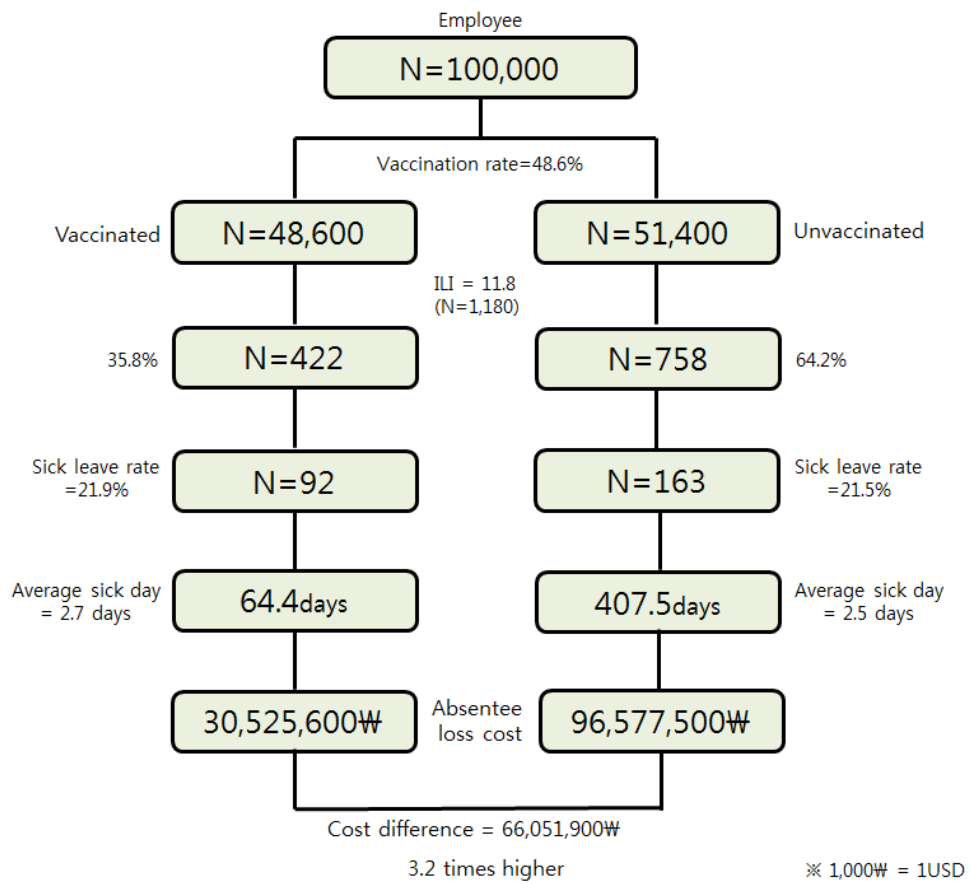 Employee
N=100,000
Vaccination rate=48.6%
Vaccinated
N=48,600
N=51,400
Unvaccinated
ILI = 11.8
(N=1,180)
35.8%
N=422
N=758
64.2%
Sick leave rate
=21.9%
N=92
N=163
Sick leave rate
=21.5%
Average sick day
= 2.7 days
64.4days
407.5days
Average sick day
= 2.5 days
30,525,600₩
Absentee
loss cost
96,577,500₩
Cost difference = 66,051,900₩
3.2 times higher
※ 1,000₩ = 1USD